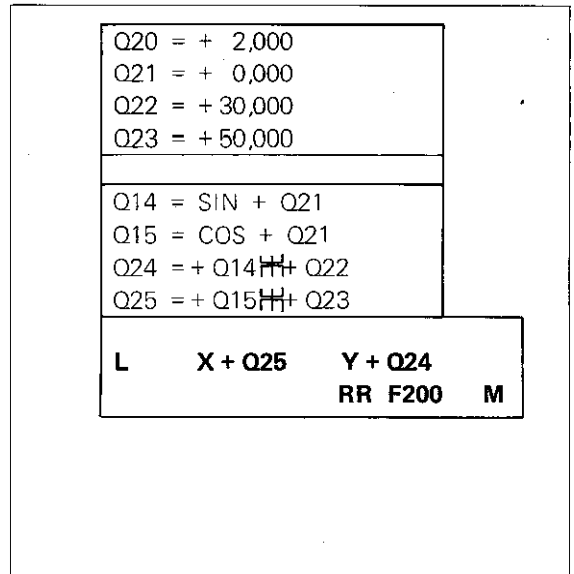 Q20 = + 2,000
Q21 = + 0,000
Q22 = + 30,000
Q23 = + 50,000
Q14 = SIN + Q21
Q15 = COS + Q21
Q24 = + Q14 * + Q22
Q25 = + Q15 * + Q23
L X + Q25 Y + Q24
RR F200 M